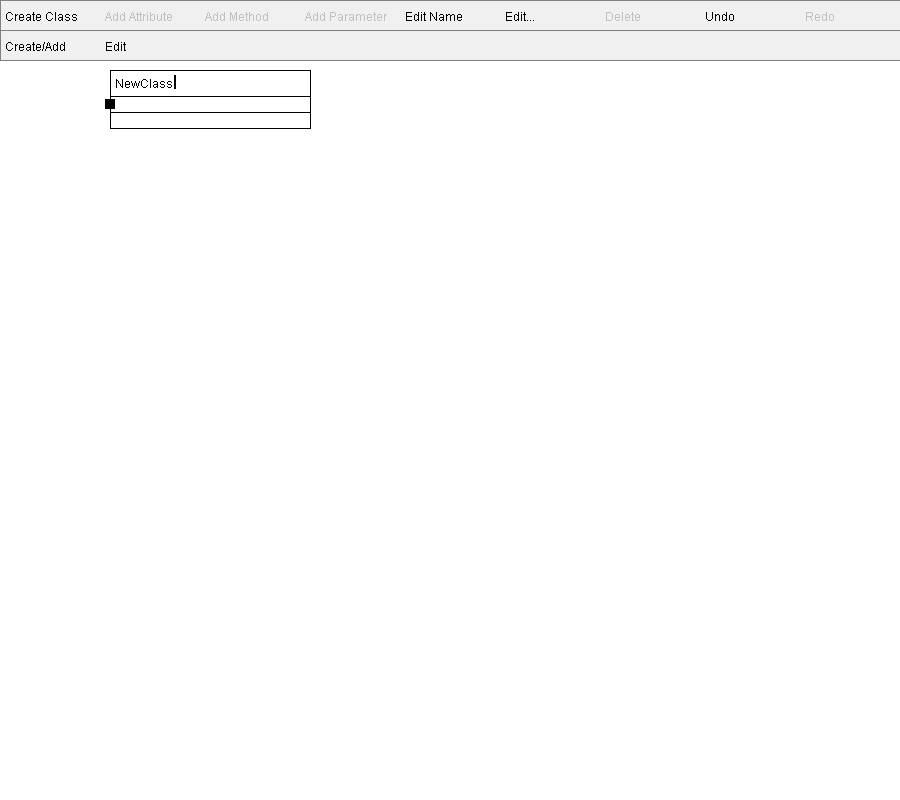 Create Class Add Attribute Add Method Add Parameter Edit Name Edit... Delete Undo Redo
Create/Add Edit
NewClass